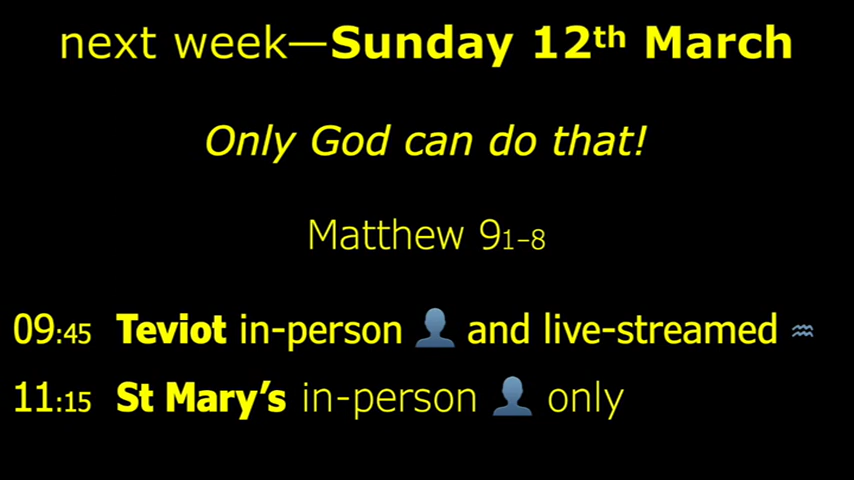 next week—Sunday 12th March
Only God can do that!
Matthew 91–8
09:45 Teviot in-person 👤 and live-streamed ♒
11:15 St Mary’s in-person 👤 only